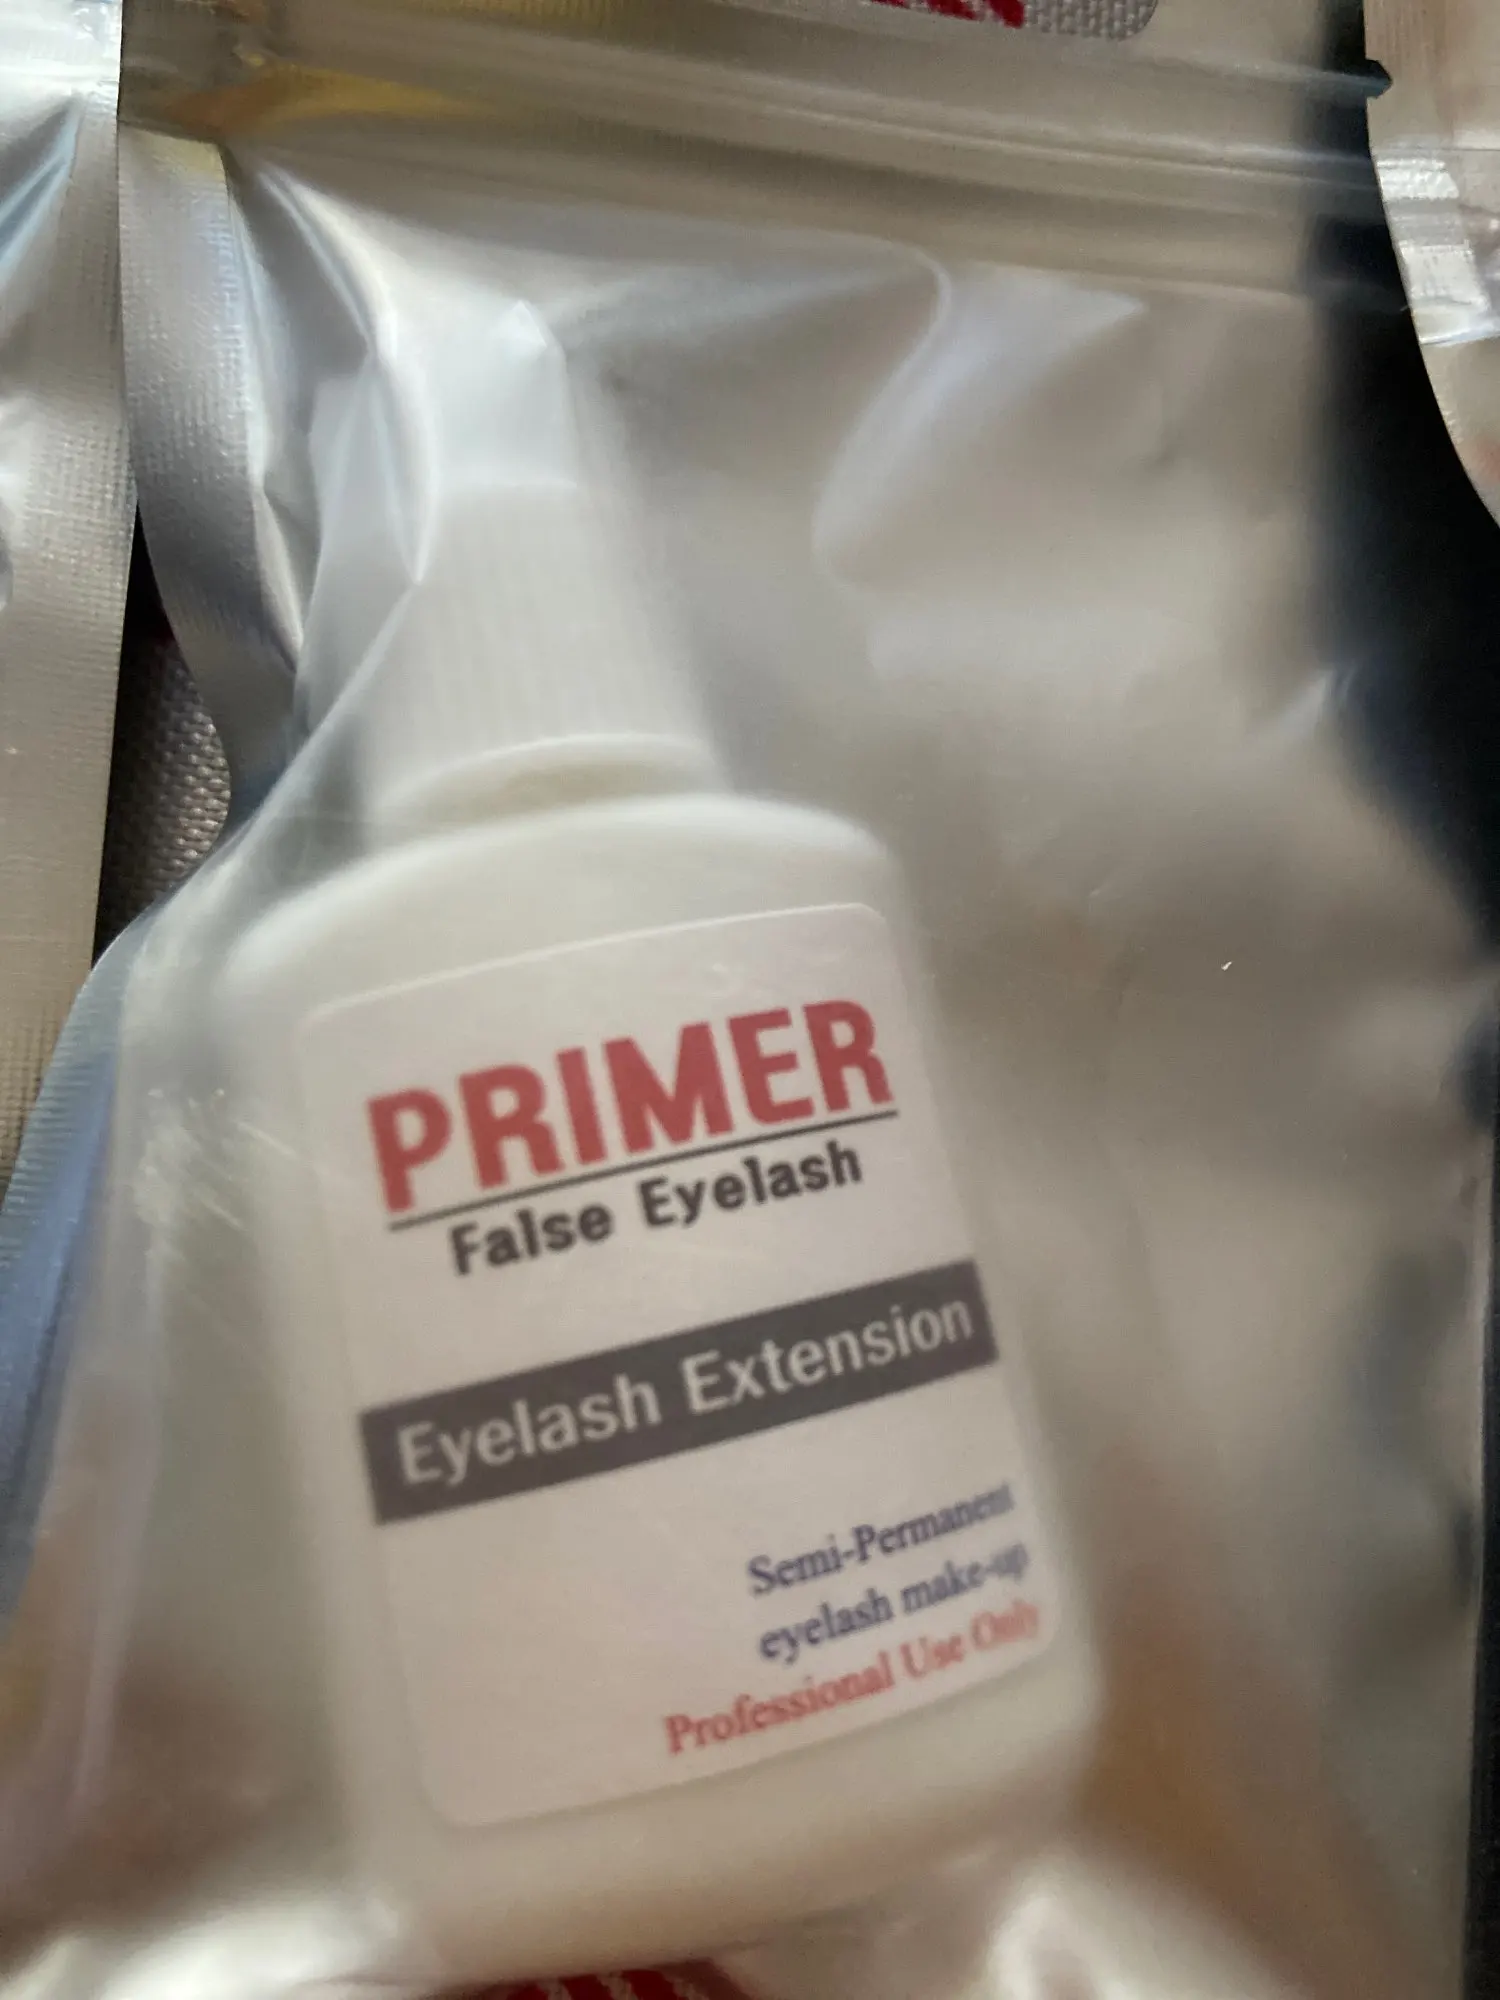 PRIMER
False Eyelash
Eyelash Extension
Semi-Permanent
eyelash make-up
Professional Use Only